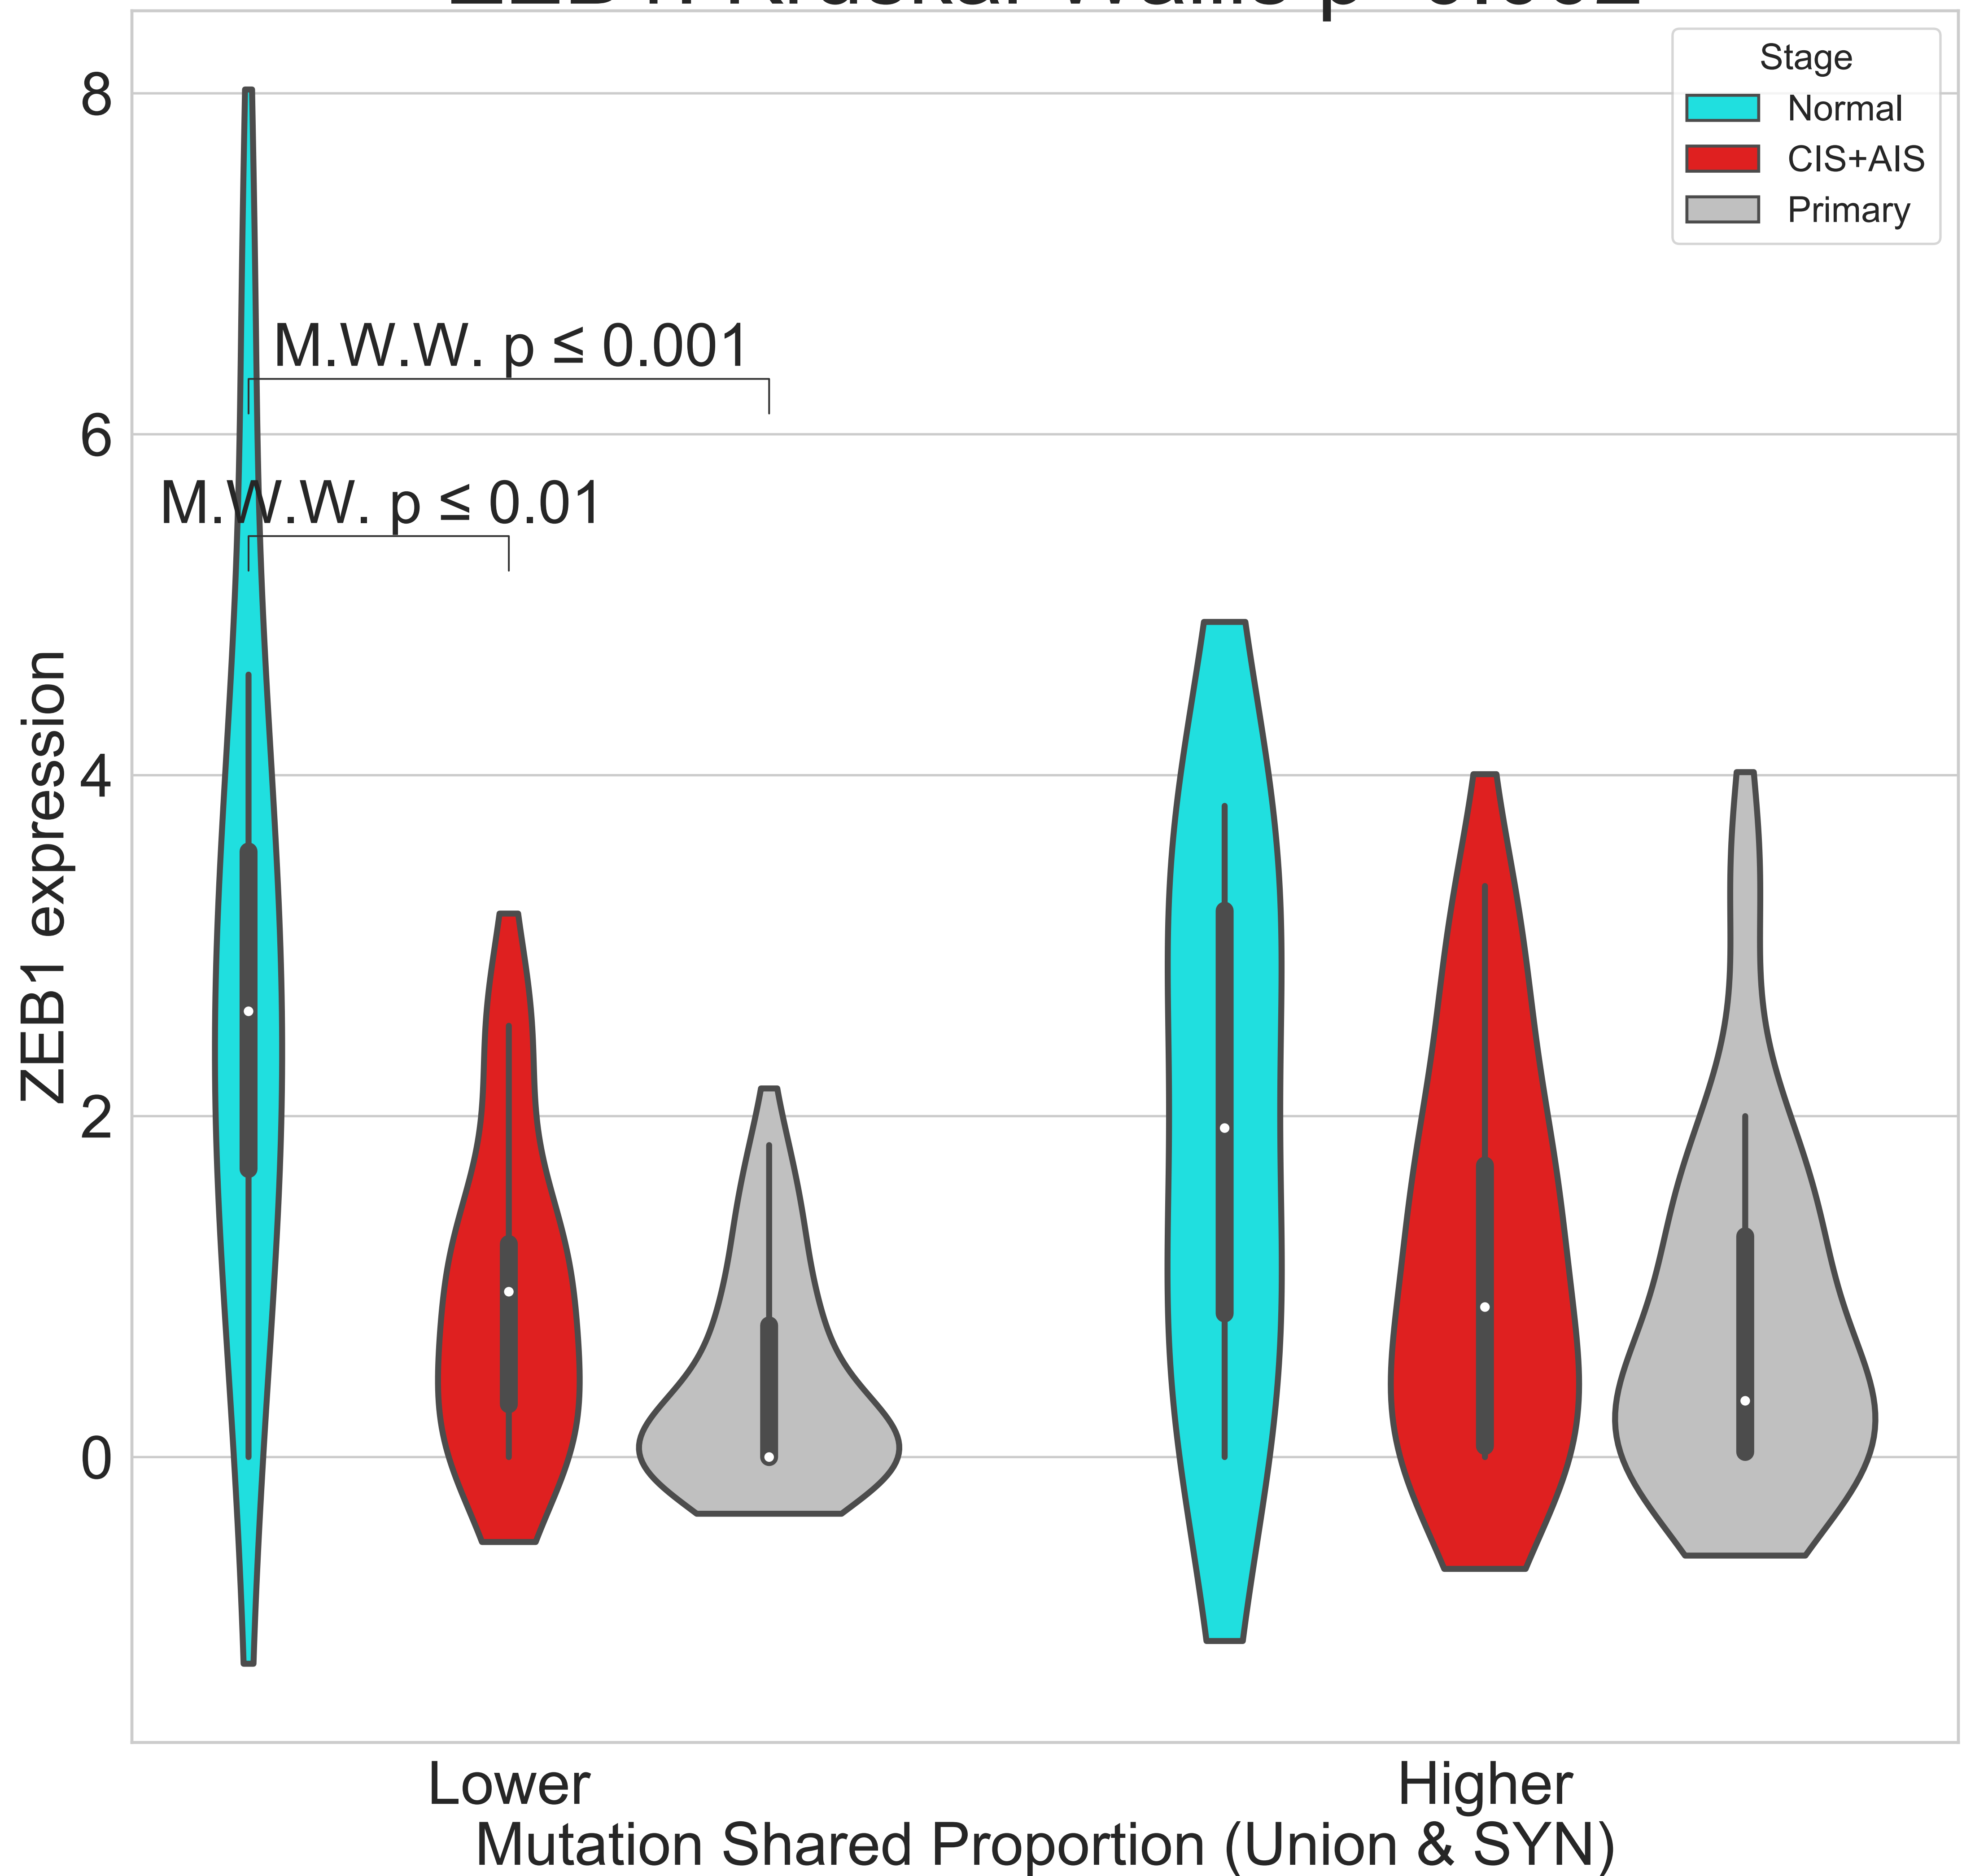 Stage
Normal
CIS+AIS
Primary
8
6
4
2
0
M.W.W. p ≤ 0.001
M.W.W. p ≤ 0.01
ZEB1 expression
Lower
Higher
Mutation Shared Proportion (Union & SYN)